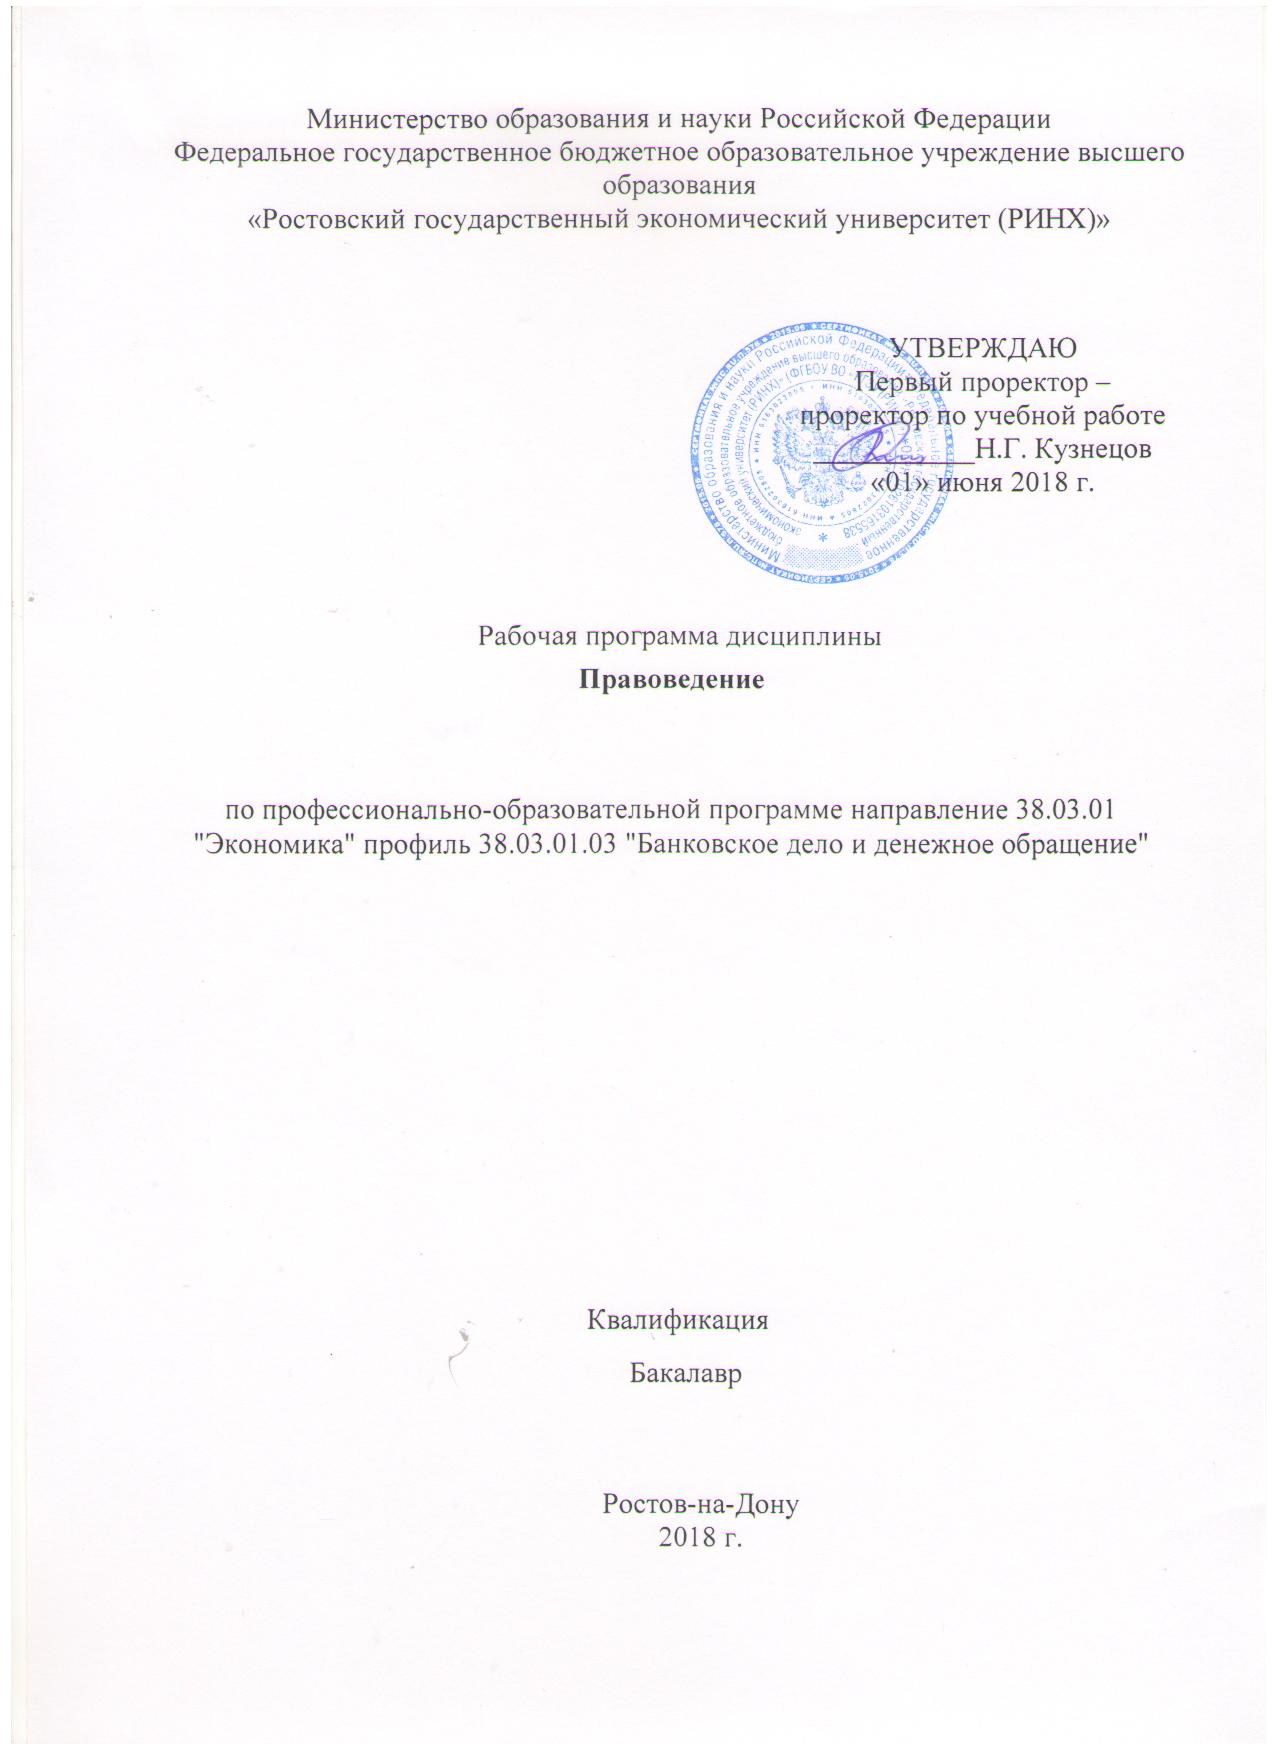 Министерство образования и науки Российской Федерации
Федеральное государственное бюджетное образовательное учреждение высшего
образования
«Ростовский государственный экономический университет (РИНХ)»
УТВЕРЖДАЮ
Первый проректор –
проректор по учебной работе
Н.Г. Кузнецов
«01» июня 2018 г.
Рабочая программа дисциплины
Правоведение
по профессионально-образовательной программе направление 38.03.01
"Экономика" профиль 38.03.01.03 "Банковское дело и денежное обращение"
Квалификация
Бакалавр
Ростов-на-Дону
2018 г.